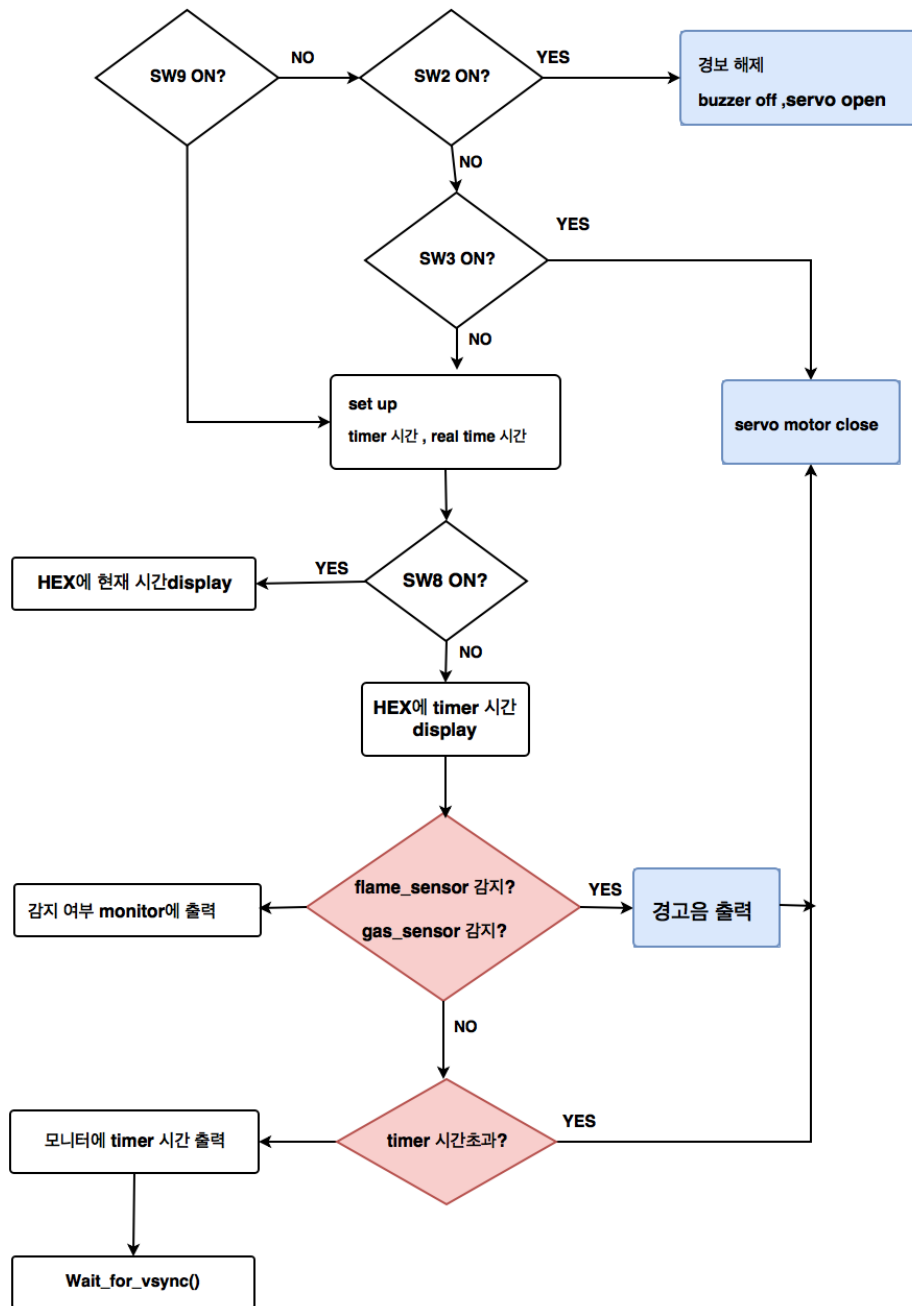 SW9 ON?
NO
SW2 ON?
YES
경보 해제
buzzer off ,servo open
NO
SW3 ON?
YES
NO
set up
timer 시간 , real time 시간
servo motor close
HEX에 현재 시간display
YES
SW8 ON?
NO
HEX에 timer 시간
display
감지 여부 monitor에 출력
flame_sensor 감지?
gas_sensor 감지?
YES
경고음 출력
NO
모니터에 timer 시간 출력
timer 시간초과?
YES
Wait_for_vsync()